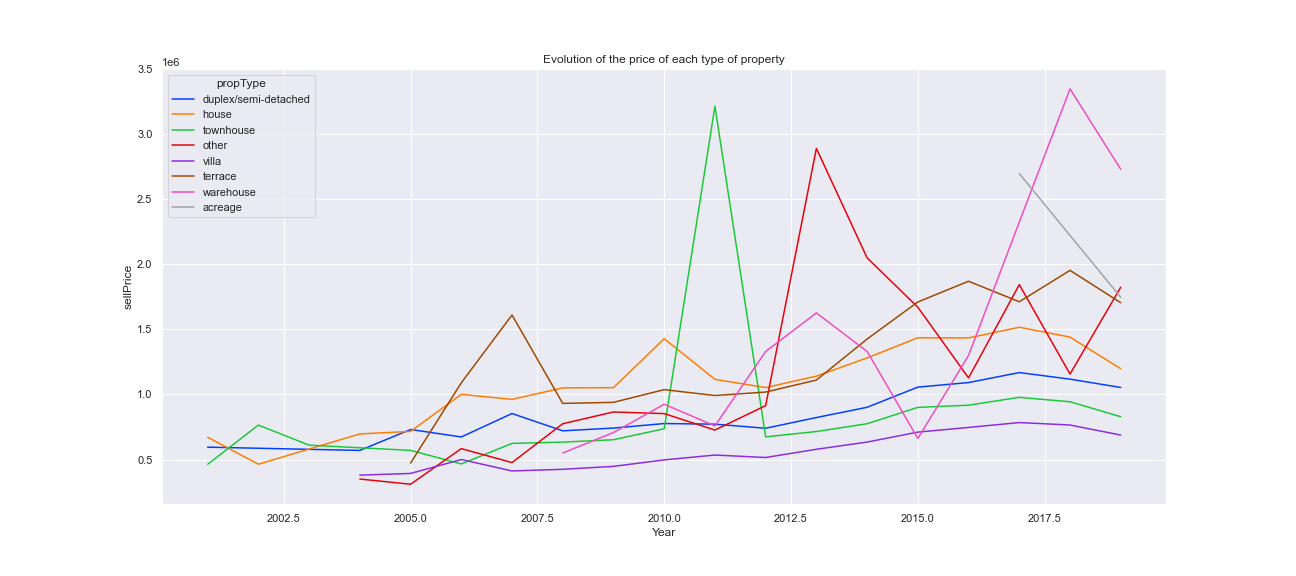 Evolution of the price of each type of property
1e6
3.5
3.0
2.5
2.0
1.5
1.0
0.5
sellPrice
propType
duplex/semi-detached
house
townhouse
other
villa
terrace
warehouse
acreage
2002.5 2005.0 2007.5 2010.0 2012.5 2015.0 2017.5
Year